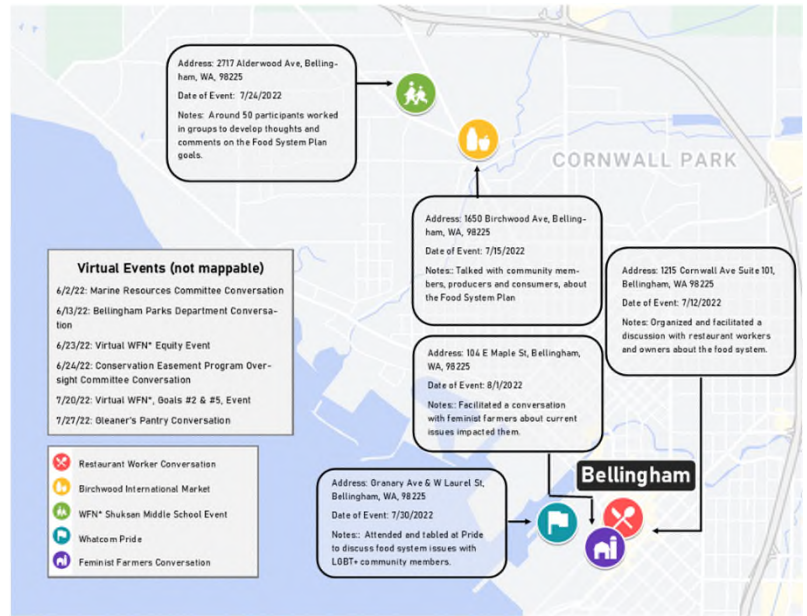 Address: 2717 Alderwood Ave, Belling-
ham, WA, 98225
Date of Event: 7/24/2022
Notes: Around 50 participants worked
in groups to develop thoughts and
comments on the Food System Plan
goals.
CORNWALL PARK
Address: 1650 Birchwood Ave, Belling-
ham, WA, 98225
Date of Event: 7/15/2022
Notes:: Talked with community mem-
bers, producers and consumers, about
the Food System Plan
Address: 1215 Cornwall Ave Suite 101,
Bellingham, WA 98225
Date of Event: 7/12/2022
Notes: Organized and facilitated a
discussion with restaurant workers
and owners about the food system.
Virtual Events (not mappable)
6/2/22: Marine Resources Committee Conversation
6/13/22: Bellingham Parks Department Conversa-
tion
6/23/22: Virtual WFN* Equity Event
6/24/22: Conservation Easement Program Over-
sight Committee Conversation
7/20/22: Virtual WFN*, Goals #2 & #5, Event
7/27/22: Gleaner's Pantry Conversation
Address: 104 E Maple St, Bellingham,
WA, 98225
Date of Event: 8/1/2022
Notes:: Facilitated a conversation
with feminist farmers about current
issues impacted them.
Restaurant Worker Conversation
Birchwood International Market
WFN* Shuksan Middle School Event
Whatcom Pride
Feminist Farmers Conversation
Address: Granary Ave & W Laurel St,
Bellingham, WA, 98225
Date of Event: 7/30/2022
Notes:: Attended and tabled at Pride
to discuss food system issues with
LGBT+ community members.
Bellingham